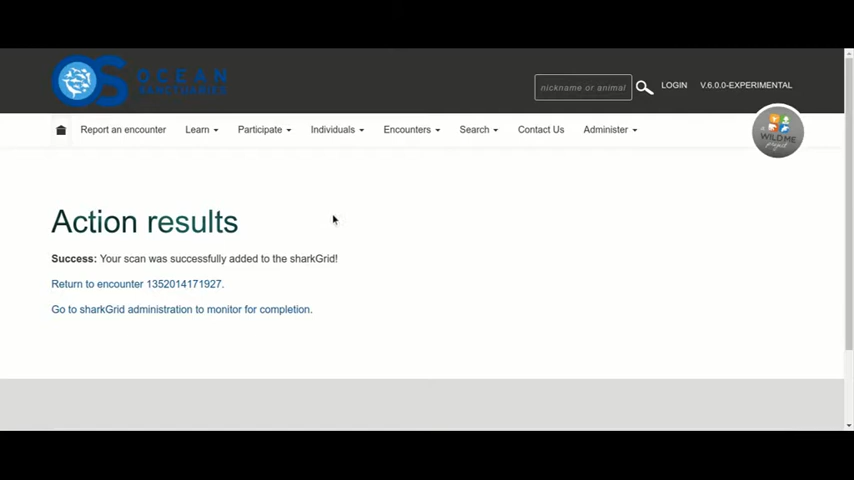 OS OCEAN
SANCTUARIES
nickname or animal
LOGIN
V.6.0.0-EXPERIMENTAL
Report an encounter
Learn
Participate
Individuals
Encounters
Search
Contact Us
Administer
A
WILD ME
project
Action results
Success: Your scan was successfully added to the sharkGrid!
Return to encounter 1352014171927.
Go to sharkGrid administration to monitor for completion.